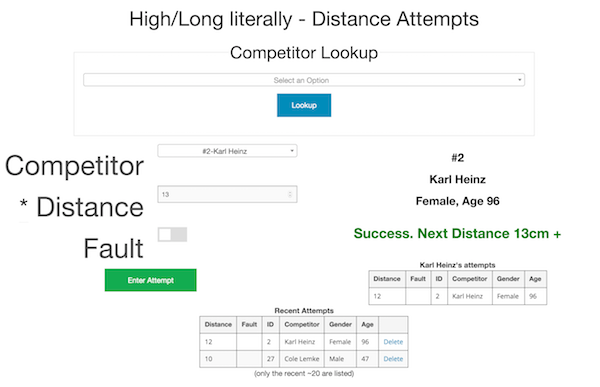 High/Long literally - Distance Attempts
Competitor Lookup
Select an Option
Lookup
Competitor
#2-Karl Heinz
* Distance
13
Fault
Enter Attempt
#2
Karl Heinz
Female, Age 96
Success. Next Distance 13cm +
Karl Heinz's attempts
Distance Fault ID Competitor Gender Age
12 2 Karl Heinz Female 96
Recent Attempts
Distance Fault ID Competitor Gender Age
12 2 Karl Heinz Female 96 Delete
10 27 Cole Lemke Male 47 Delete
(only the recent ~20 are listed)